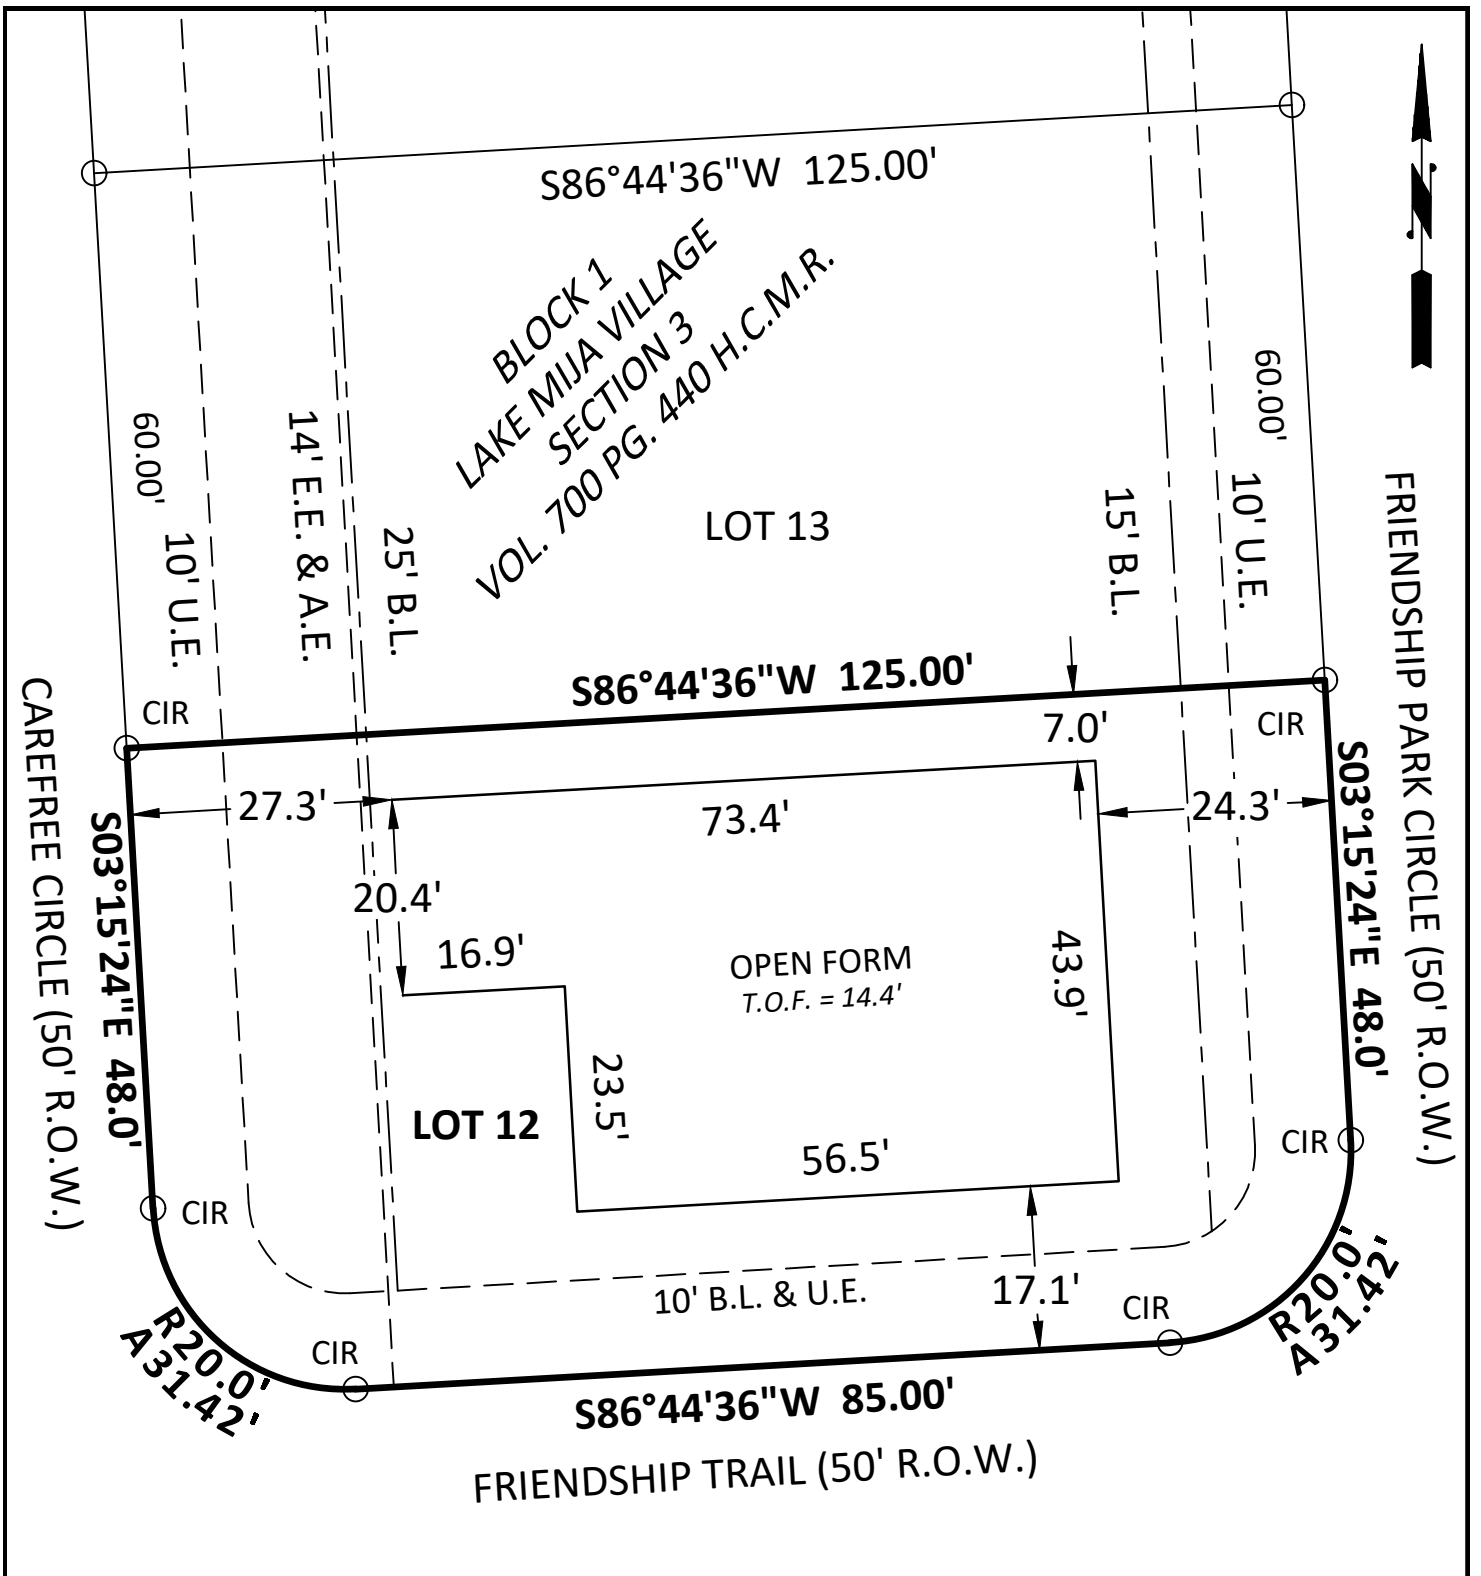 S86°44'36"W 125.00'
BLOCK 1
LAKE MIJA VILLAGE
SECTION 3
VOL. 700 PG. 440 H.C.M.R.
60.00'
10' U.E.
14' E.E. & A.E.
25' B.L.
LOT 13
15' B.L.
10' U.E.
60.00'
N
FRIENDSHIP PARK CIRCLE (50' R.O.W.)
CAREFREE CIRCLE (50' R.O.W.)
CIR
S86°44'36"W 125.00'
7.0'
CIR
S03°15'24"E 48.0'
27.3'
73.4'
24.3'
S03°15'24"E 48.0'
20.4'
16.9'
OPEN FORM
T.O.F. = 14.4'
43.9'
23.5'
LOT 12
56.5'
CIR
CIR
10' B.L. & U.E.
17.1'
CIR
CIR
R20.0'
A31.42'
R20.0'
A31.42'
S86°44'36"W 85.00'
FRIENDSHIP TRAIL (50' R.O.W.)